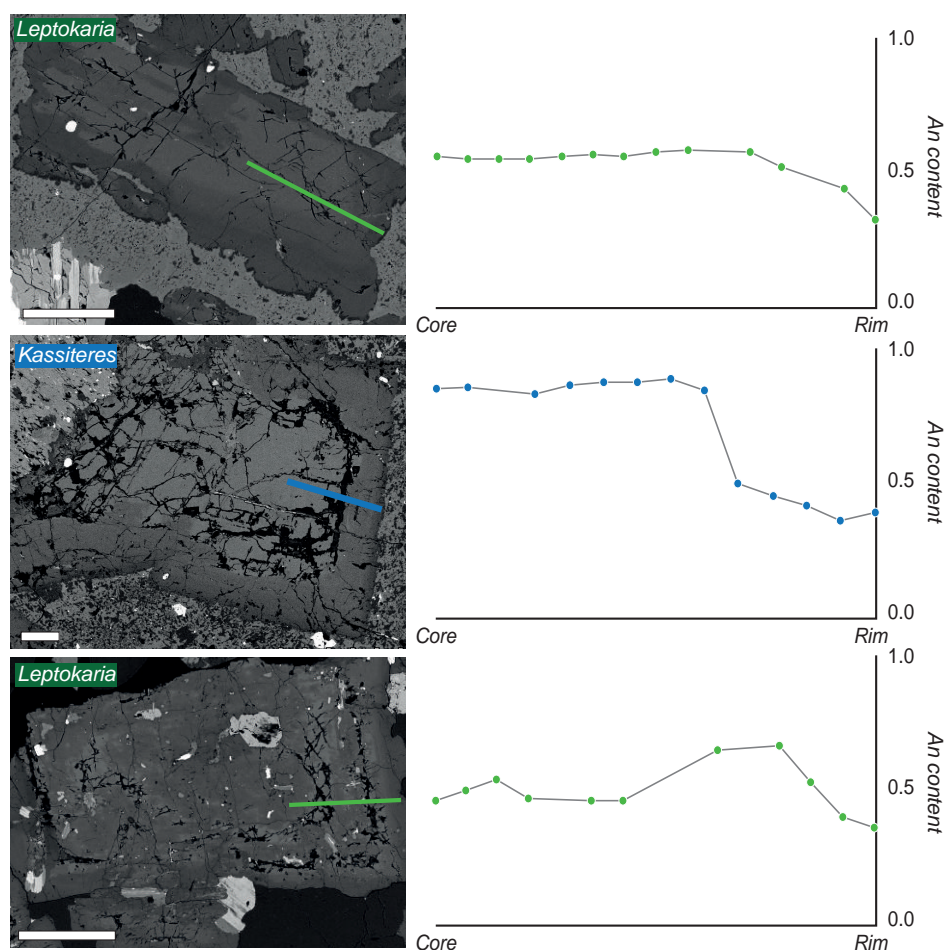 Leptokaria
1.0
0.5
An content
0.0
Core
Rim
Kassiteres
1.0
0.5
An content
0.0
Core
Rim
Leptokaria
1.0
0.5
An content
0.0
Core
Rim